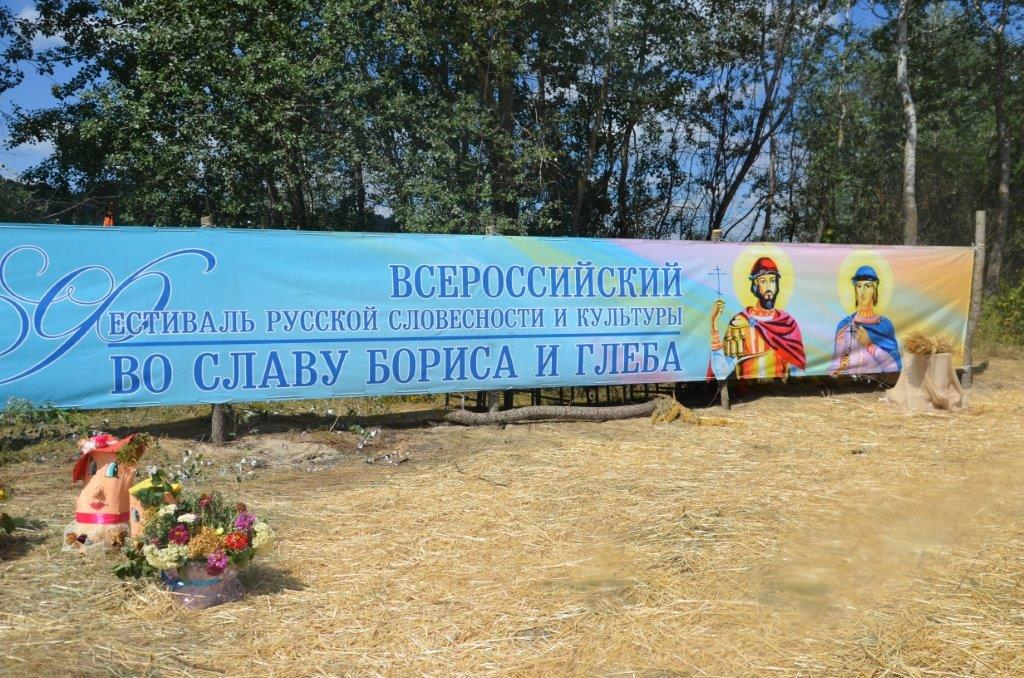 ВСЕРОССИЙСКИЙ
ФЕСТИВАЛЬ РУССКОЙ СЛОВЕСНОСТИ И КУЛЬТУРЫ
ВО СЛАВУ БОРИСА И ГЛЕБА